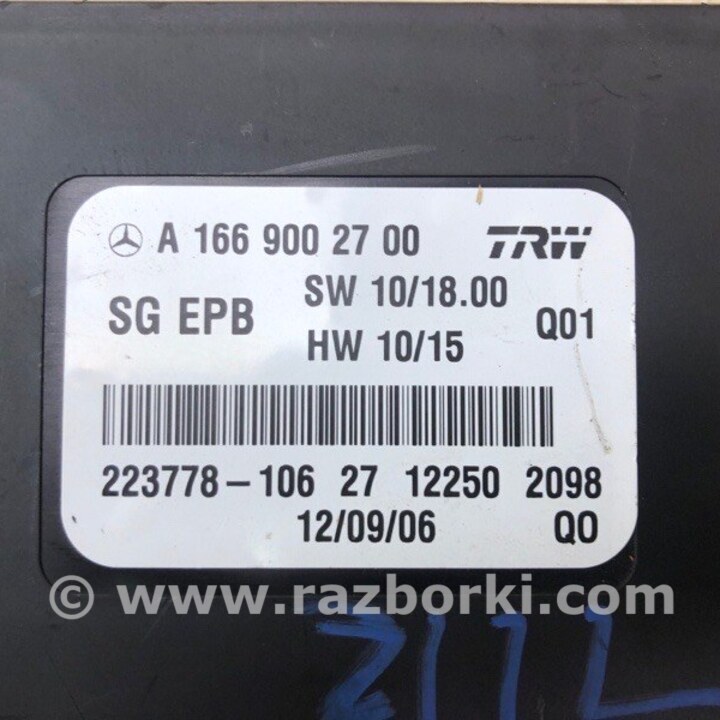 A 166 900 27 00 TRW
SW 10/18.00
SG EPB Q01
HW 10/15
223778-106 27 12250 2098
12/09/06 QO
© www.razborki.com